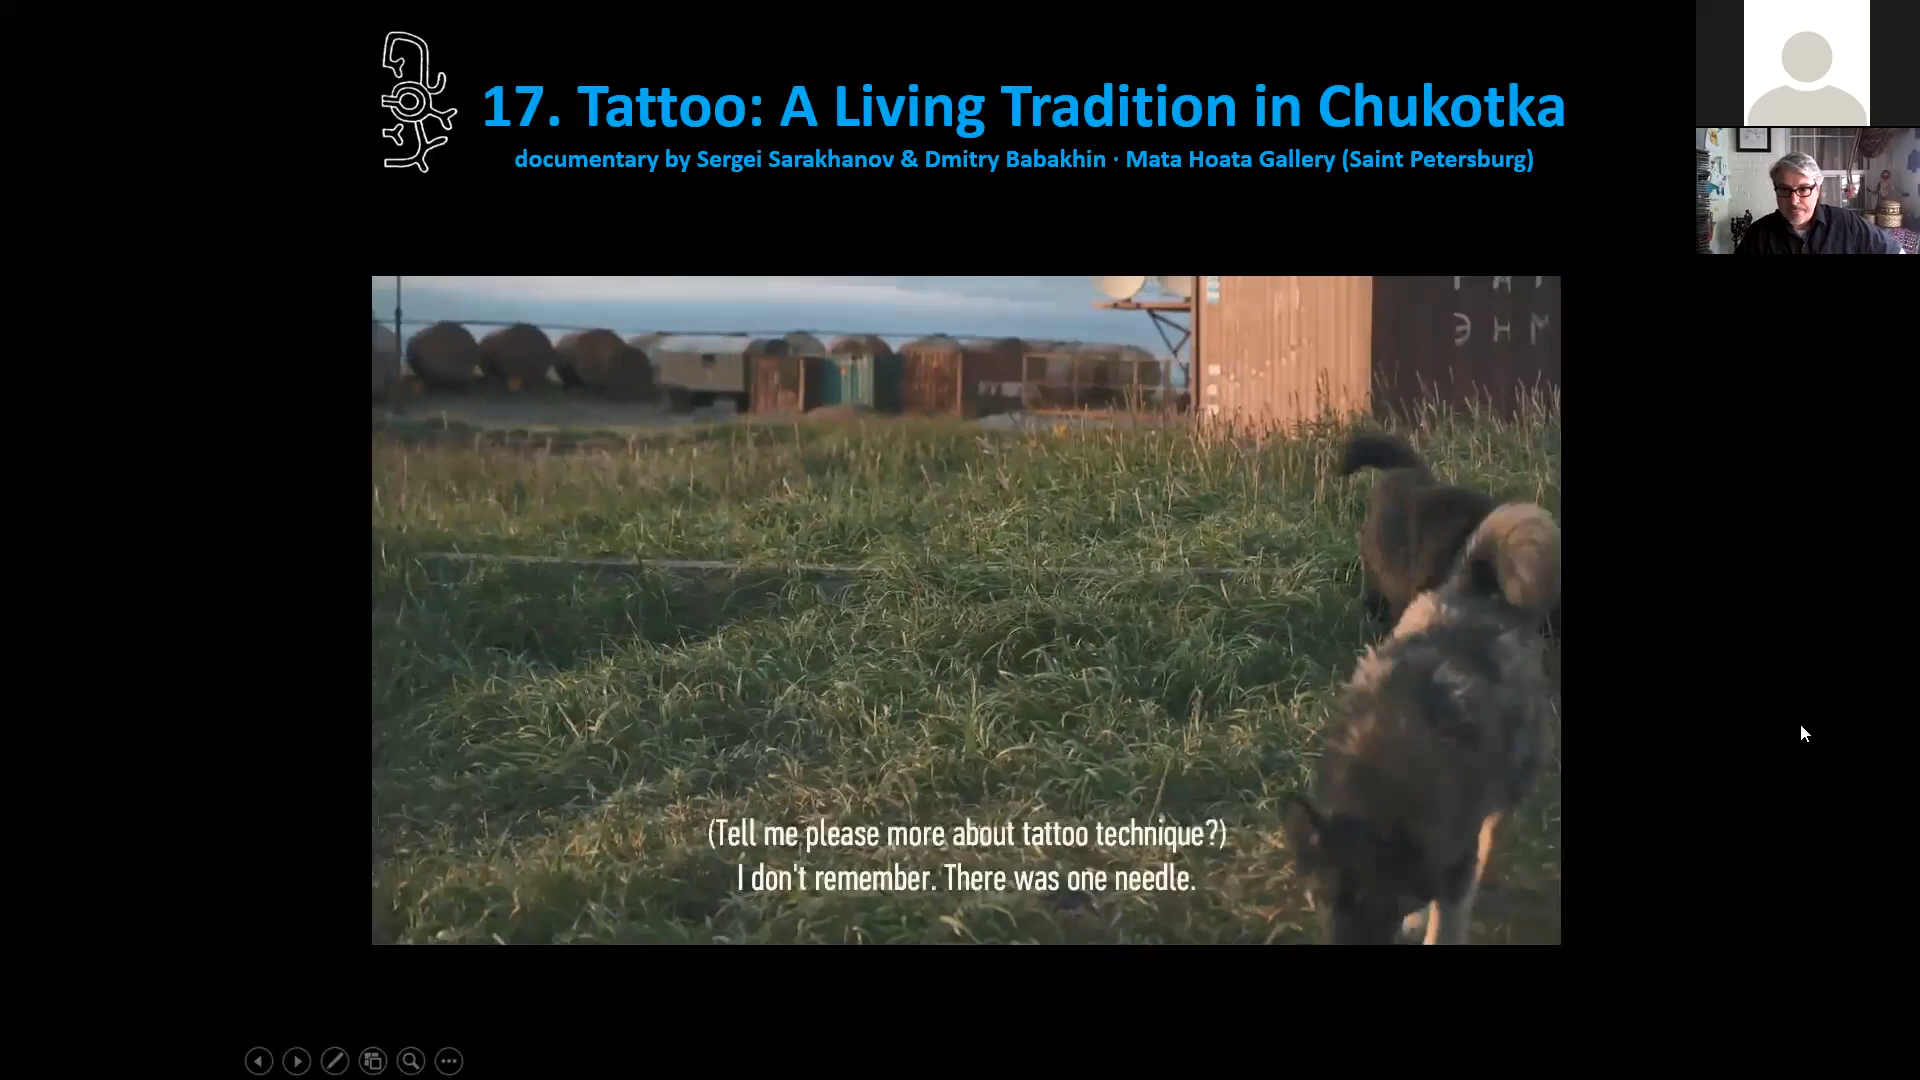 17. Tattoo: A Living Tradition in Chukotka
documentary by Sergei Sarakhanov & Dmitry Babakhin · Mata Hoata Gallery (Saint Petersburg)
(Tell me please more about tattoo technique?)
I don't remember. There was one needle.